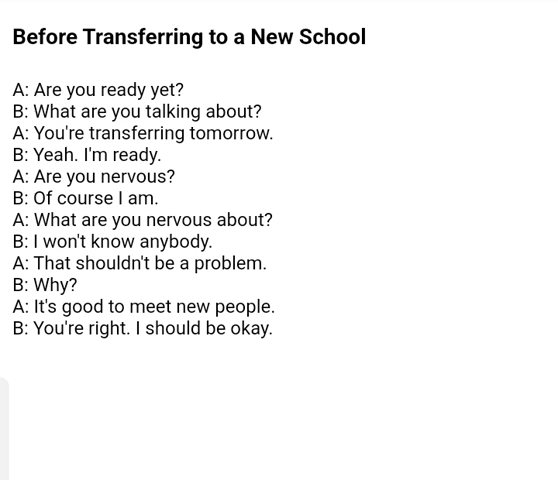 Before Transferring to a New School
A: Are you ready yet?
B: What are you talking about?
A: You're transferring tomorrow.
B: Yeah. I'm ready.
A: Are you nervous?
B: Of course I am.
A: What are you nervous about?
B: I won't know anybody.
A: That shouldn't be a problem.
B: Why?
A: It's good to meet new people.
B: You're right. I should be okay.